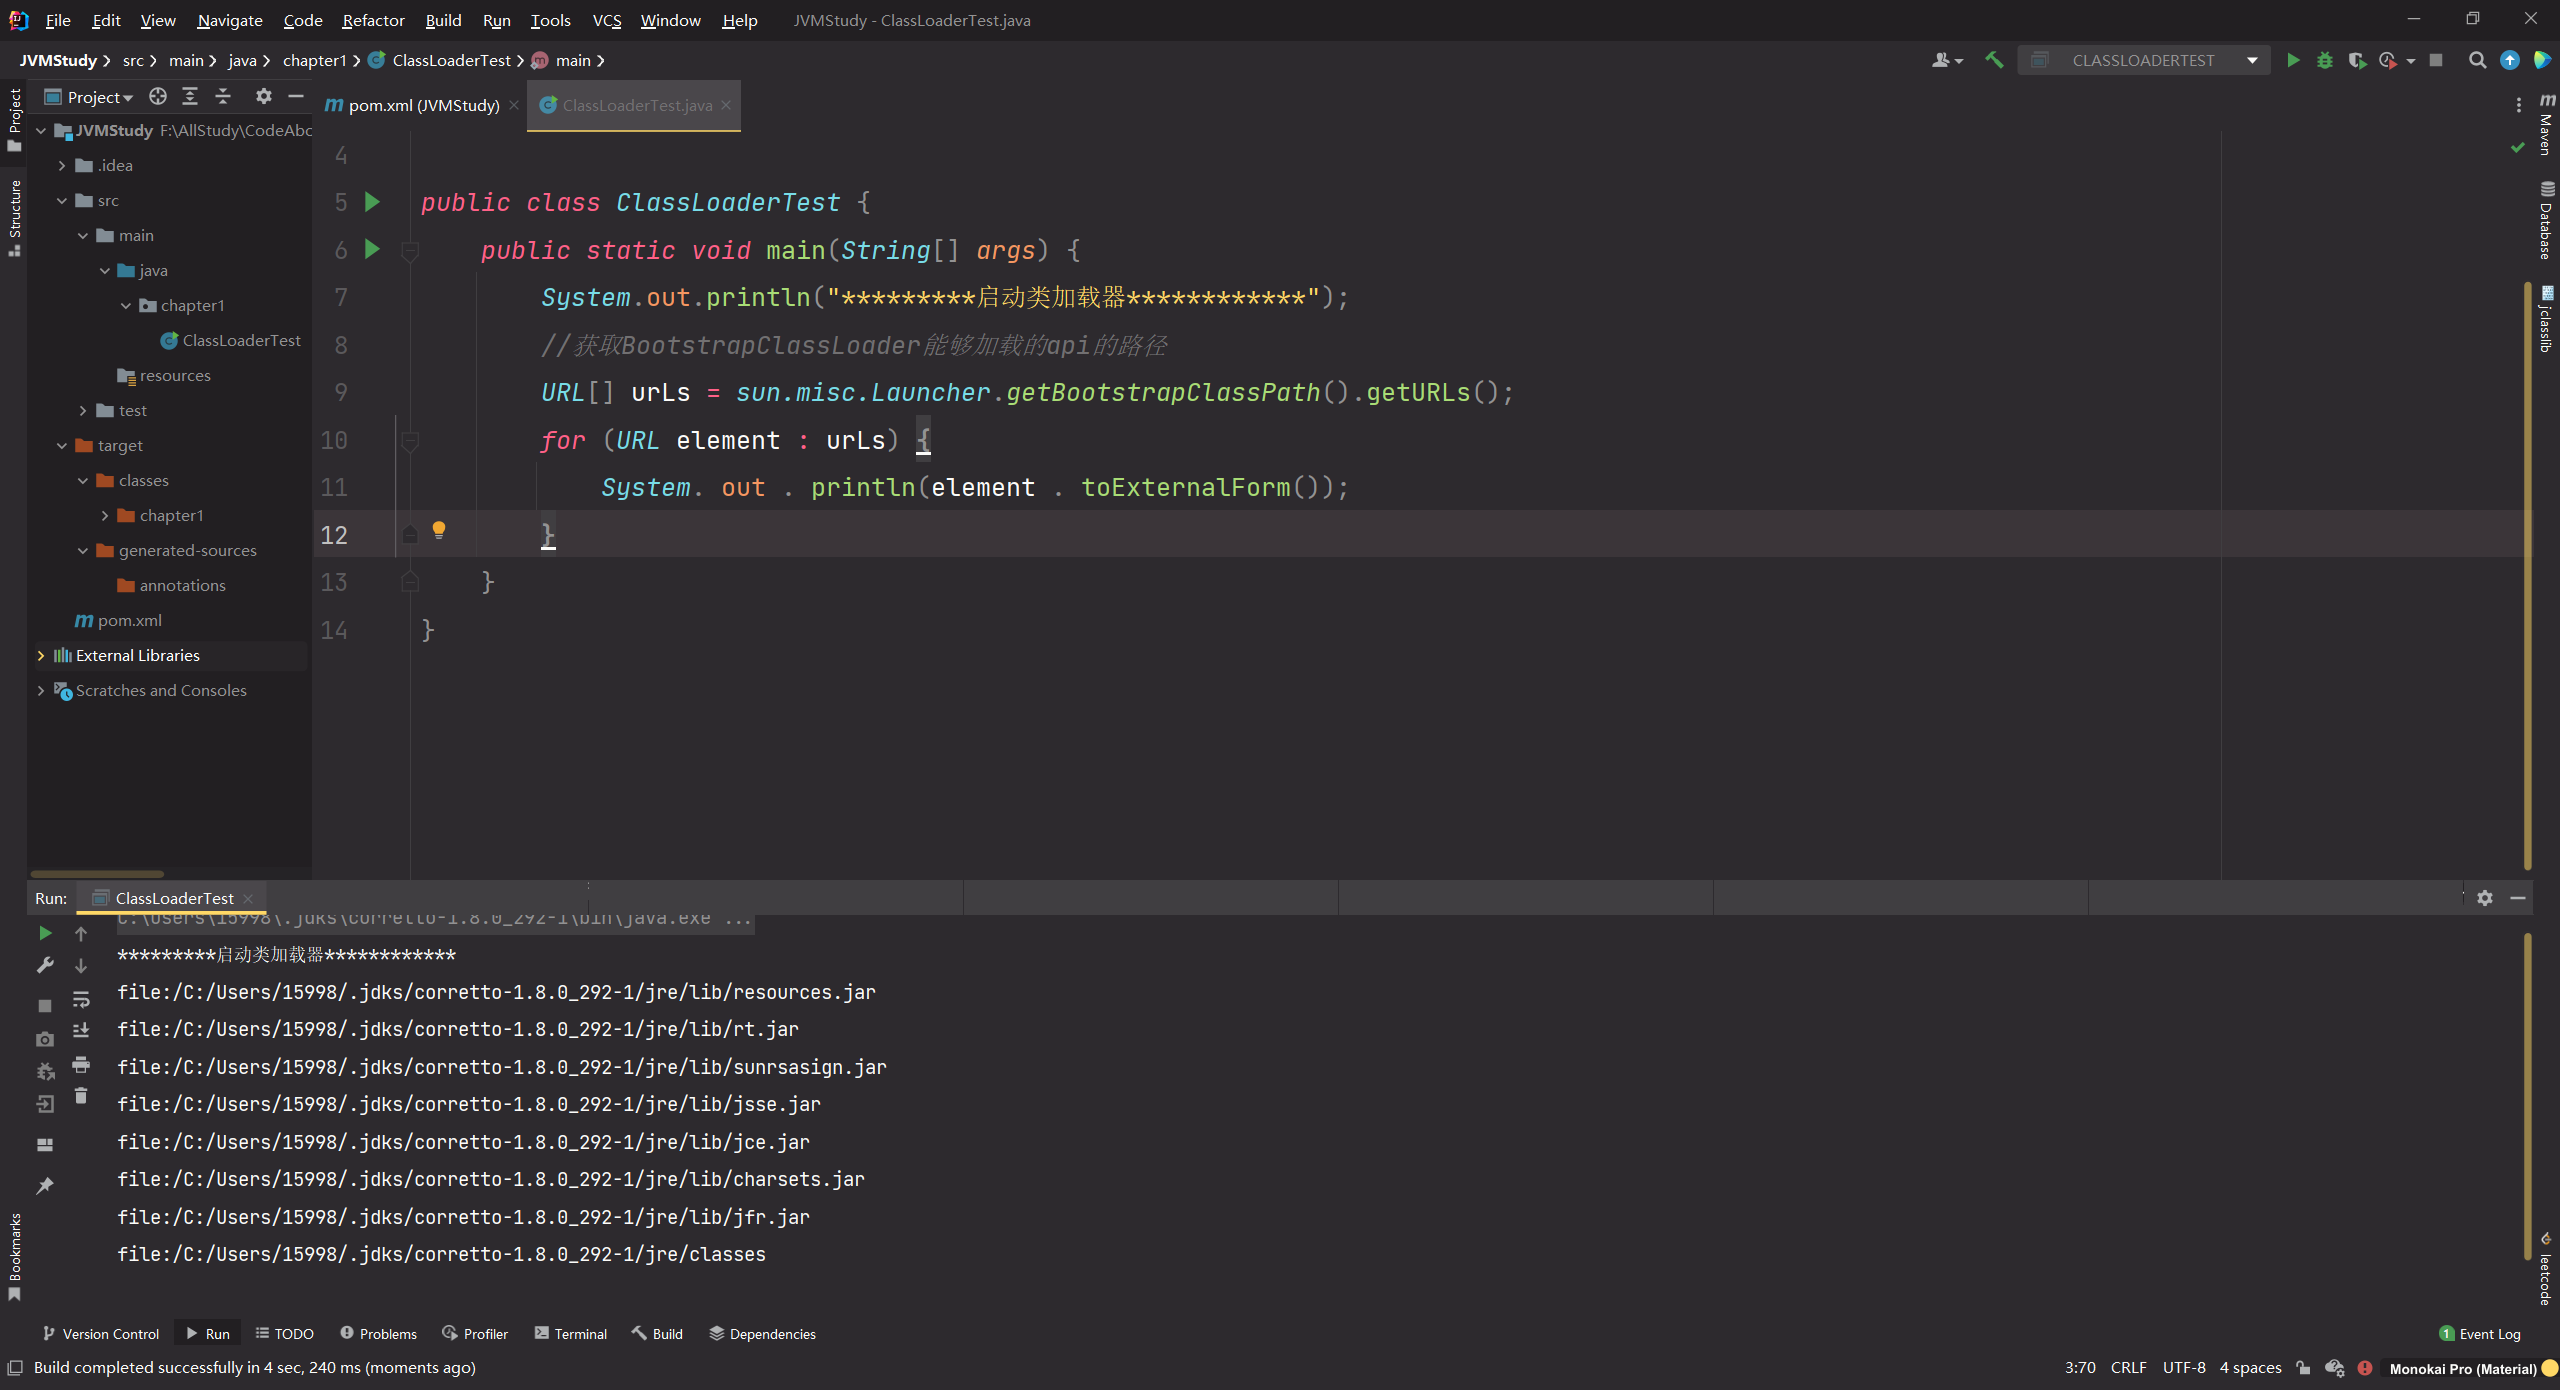 File Edit View Navigate Code Refactor Build Run Tools VCS Window Help JVMStudy - ClassLoaderTest.java
JVMStudy src main java chapter1 ClassLoaderTest main CLASSLOADERTEST
Project
Structure
Bookmarks
Project
JVMStudy F:\AllStudy\CodeAbo
.idea
src
main
java
chapter1
ClassLoaderTest
resources
test
target
classes
chapter1
generated-sources
annotations
pom.xml
External Libraries
Scratches and Consoles
pom.xml (JVMStudy) ClassLoaderTest.java
4
5 public class ClassLoaderTest {
6 public static void main(String[] args) {
7 System.out.println("*********启动类加载器************");
8 //获取BootstrapClassLoader能够加载的api的路径
9 URL[] urLs = sun.misc.Launcher.getBootstrapClassPath().getURLs();
10 for (URL element : urLs) {
11 System. out . println(element . toExternalForm());
12 }
13 }
14 }
Maven
Database
jclasslib
leetcode
Run: ClassLoaderTest
C:\Users\15998\.jdks\corretto-1.8.0_292-1\bin\java.exe ...
*********启动类加载器************
file:/C:/Users/15998/.jdks/corretto-1.8.0_292-1/jre/lib/resources.jar
file:/C:/Users/15998/.jdks/corretto-1.8.0_292-1/jre/lib/rt.jar
file:/C:/Users/15998/.jdks/corretto-1.8.0_292-1/jre/lib/sunrsasign.jar
file:/C:/Users/15998/.jdks/corretto-1.8.0_292-1/jre/lib/jsse.jar
file:/C:/Users/15998/.jdks/corretto-1.8.0_292-1/jre/lib/jce.jar
file:/C:/Users/15998/.jdks/corretto-1.8.0_292-1/jre/lib/charsets.jar
file:/C:/Users/15998/.jdks/corretto-1.8.0_292-1/jre/lib/jfr.jar
file:/C:/Users/15998/.jdks/corretto-1.8.0_292-1/jre/classes
Version Control Run TODO Problems Profiler Terminal Build Dependencies 1 Event Log
Build completed successfully in 4 sec, 240 ms (moments ago) 3:70 CRLF UTF-8 4 spaces Monokai Pro (Material)